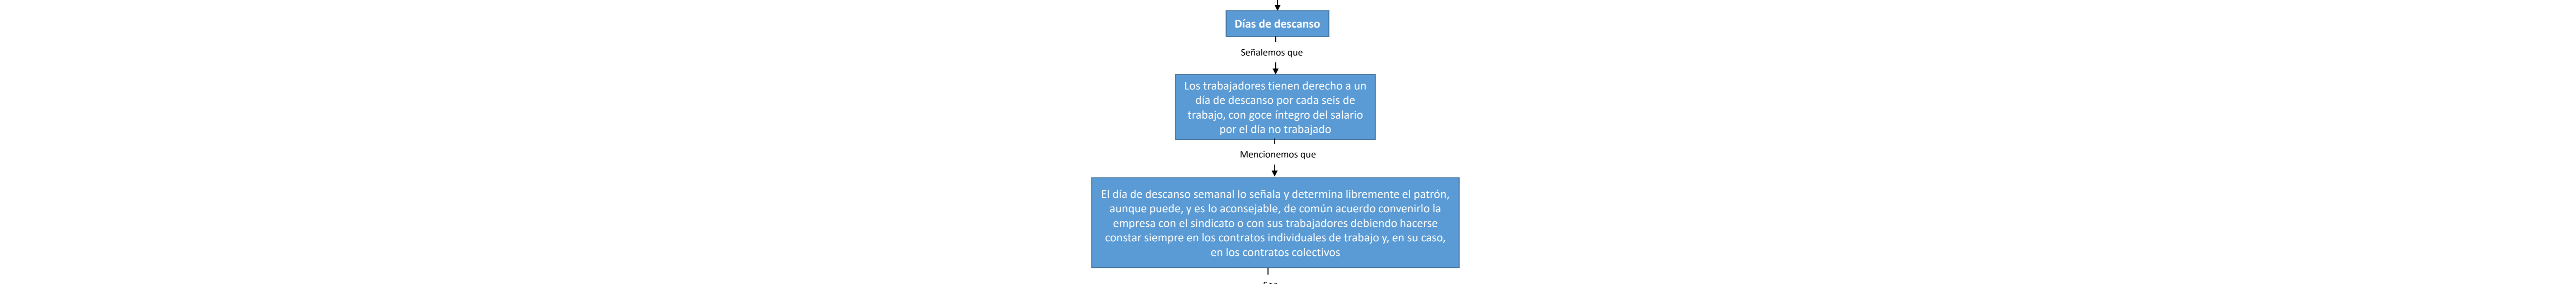 Días de descanso
Señalemos que
Los trabajadores tienen derecho a un
día de descanso por cada seis de
trabajo, con goce íntegro del salario
por el día no trabajado
Mencionemos que
El día de descanso semanal lo señala y determina libremente el patrón,
aunque puede, y es lo aconsejable, de común acuerdo convenirlo la
empresa con el sindicato o con sus trabajadores debiendo hacerse
constar siempre en los contratos individuales de trabajo y, en su caso,
en los contratos colectivos